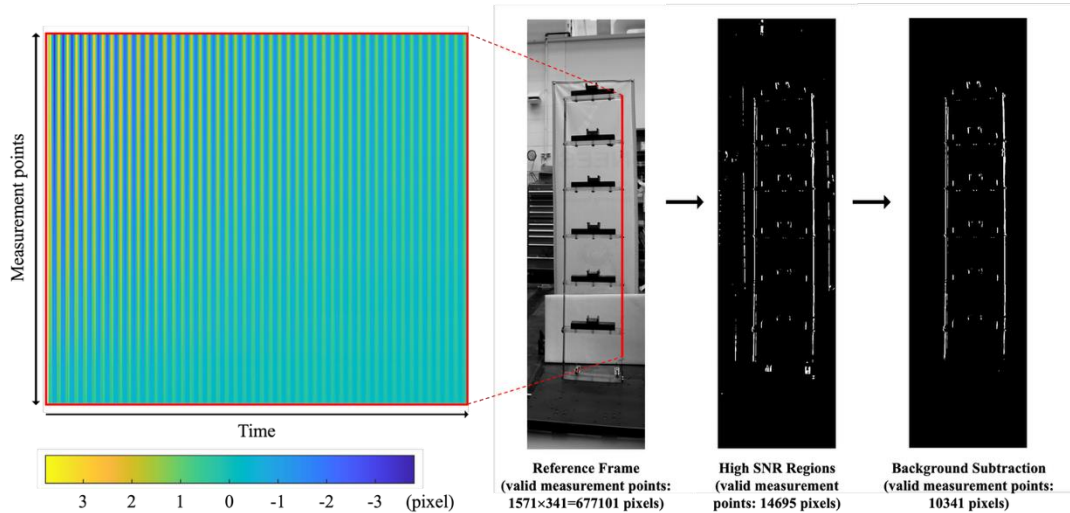 Measurement points
Time
3 2 1 0 -1 -2 -3 (pixel)
Reference Frame
(valid measurement points:
1571×341=677101 pixels)
High SNR Regions
(valid measurement
points: 14695 pixels)
Background Subtraction
(valid measurement points:
10341 pixels)